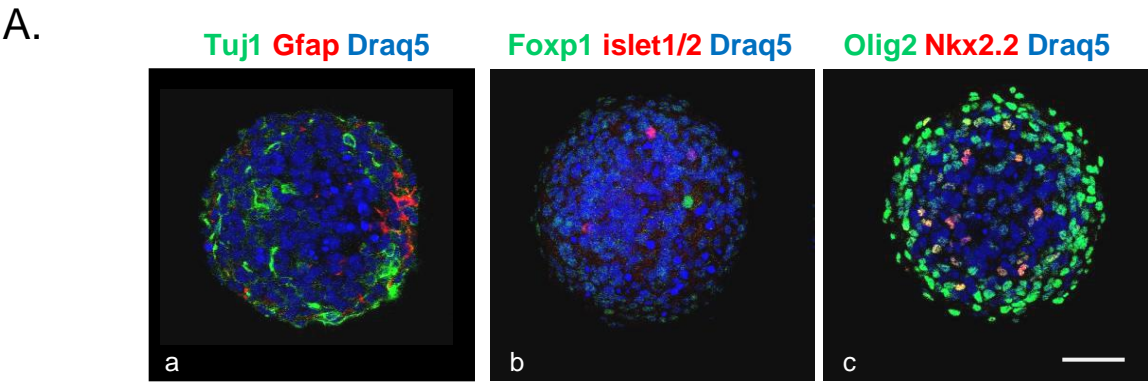 A.
Tuj1 Gfap Draq5
Foxp1 islet1/2 Draq5
Olig2 Nkx2.2 Draq5
a
b
c